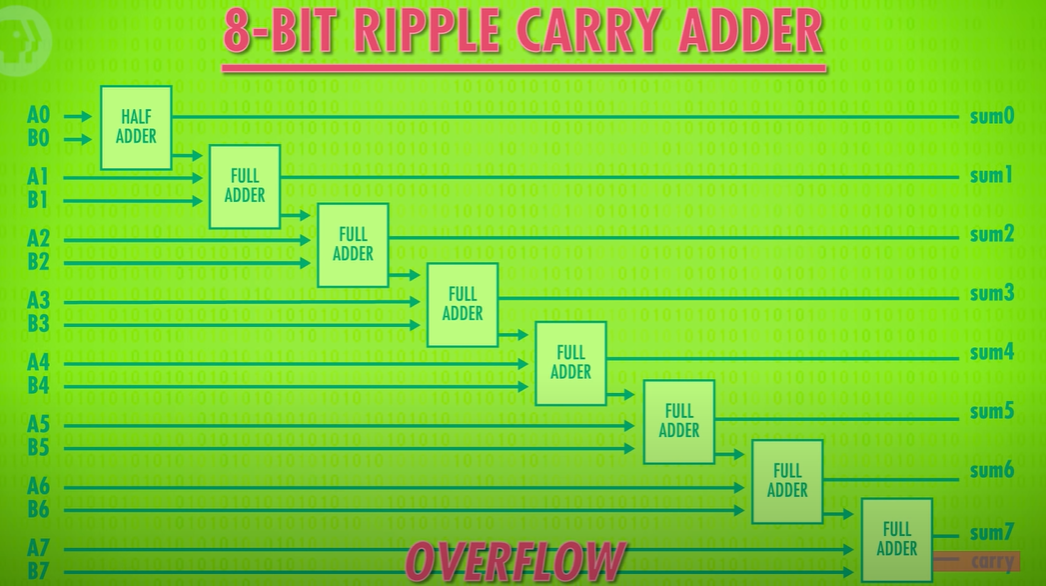 8-BIT RIPPLE CARRY ADDER
A0
B0
HALF
ADDER
sum0
A1
B1
FULL
ADDER
sum1
A2
B2
FULL
ADDER
sum2
A3
B3
FULL
ADDER
sum3
A4
B4
FULL
ADDER
sum4
A5
B5
FULL
ADDER
sum5
A6
B6
FULL
ADDER
sum6
A7
B7
FULL
ADDER
sum7
carry
OVERFLOW